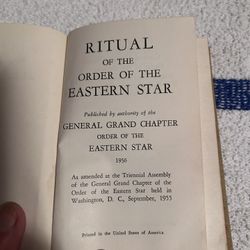 RITUAL
OF THE
ORDER OF THE
EASTERN STAR
Published by authority of the
GENERAL GRAND CHAPTER
ORDER OF THE
EASTERN STAR
1956
As amended at the Triennial Assembly
of the General Grand Chapter of the
Order of the Eastern Star held in
Washington, D. C., September, 1955
Printed in the United States of America